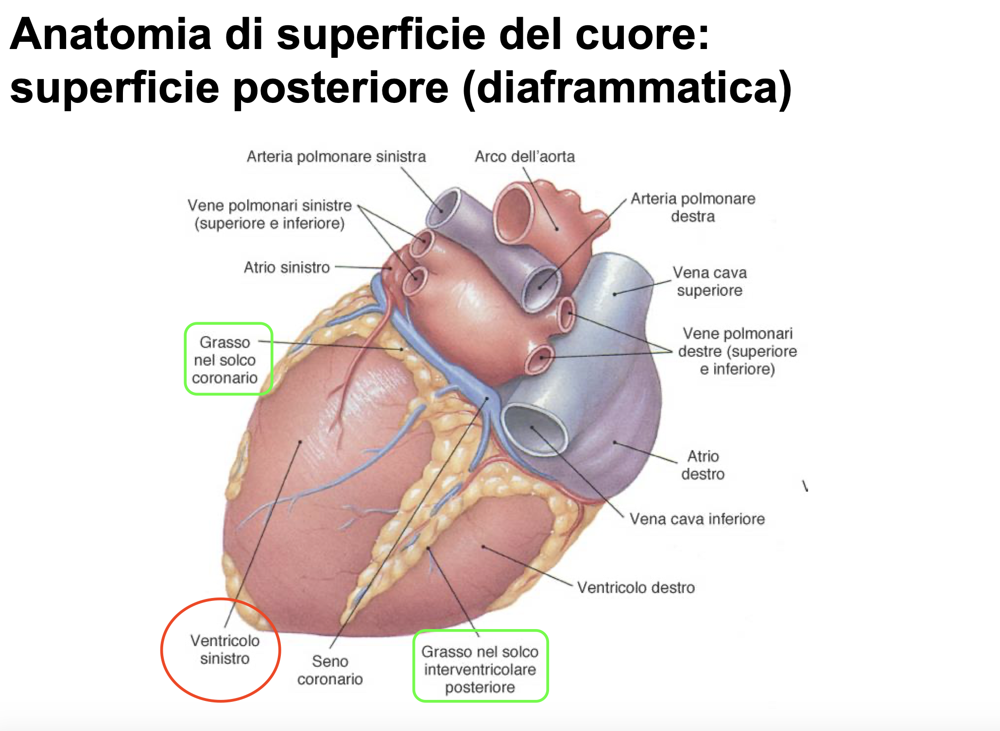 Anatomia di superficie del cuore:
superficie posteriore (diaframmatica)
Arteria polmonare sinistra
Arco dell'aorta
Vene polmonari sinistre
(superiore e inferiore)
Arteria polmonare
destra
Atrio sinistro
Vena cava
superiore
Grasso
nel solco
coronario
Vene polmonari
destre (superiore
e inferiore)
Atrio
destro
Vena cava inferiore
Ventricolo destro
Ventricolo
sinistro
Seno
coronario
Grasso nel solco
interventricolare
posteriore